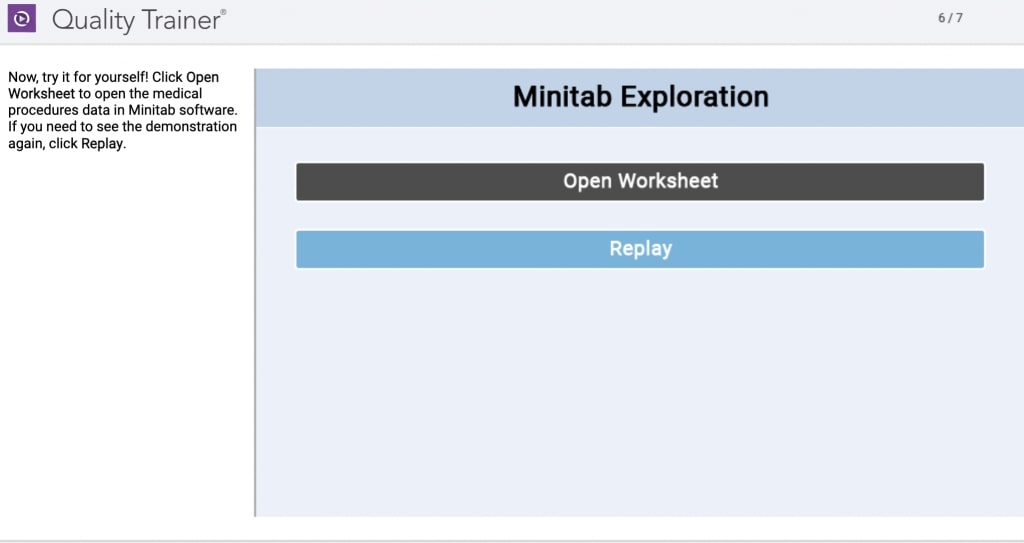 Quality Trainer®
6 / 7
Now, try it for yourself! Click Open
Worksheet to open the medical
procedures data in Minitab software.
If you need to see the demonstration
again, click Replay.
Minitab Exploration
Open Worksheet
Replay